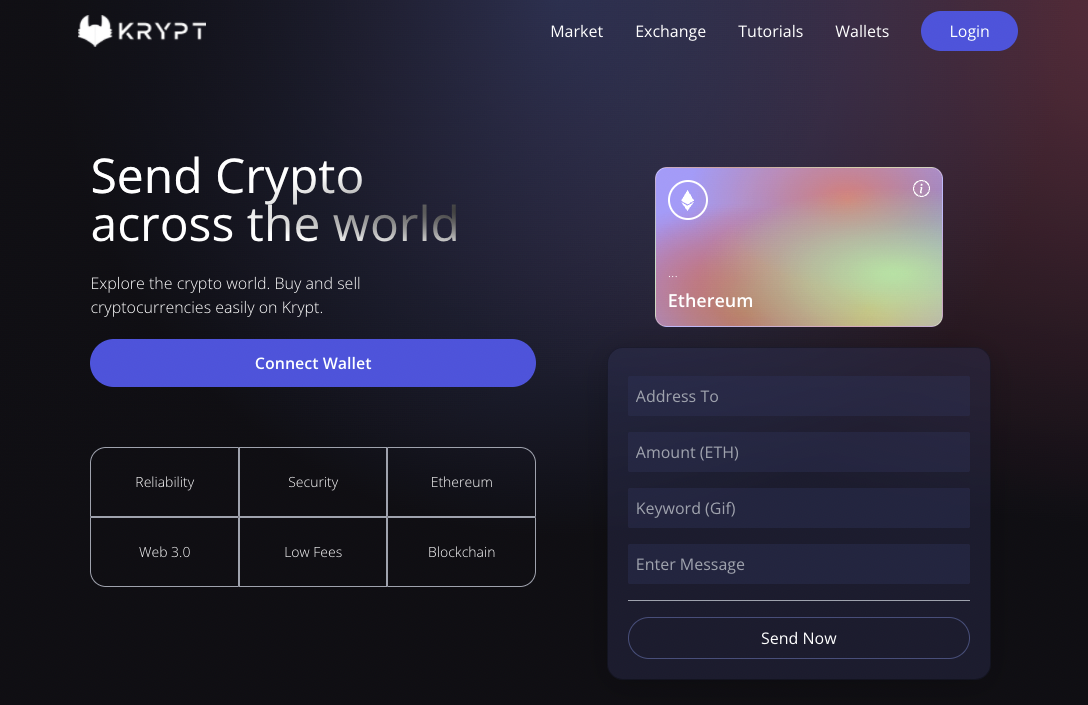 KRYPT
Market
Exchange
Tutorials
Wallets
Login
Send Crypto
across the world
Explore the crypto world. Buy and sell
cryptocurrencies easily on Krypt.
Connect Wallet
Reliability
Security
Ethereum
Web 3.0
Low Fees
Blockchain
i
...
Ethereum
Address To
Amount (ETH)
Keyword (Gif)
Enter Message
Send Now